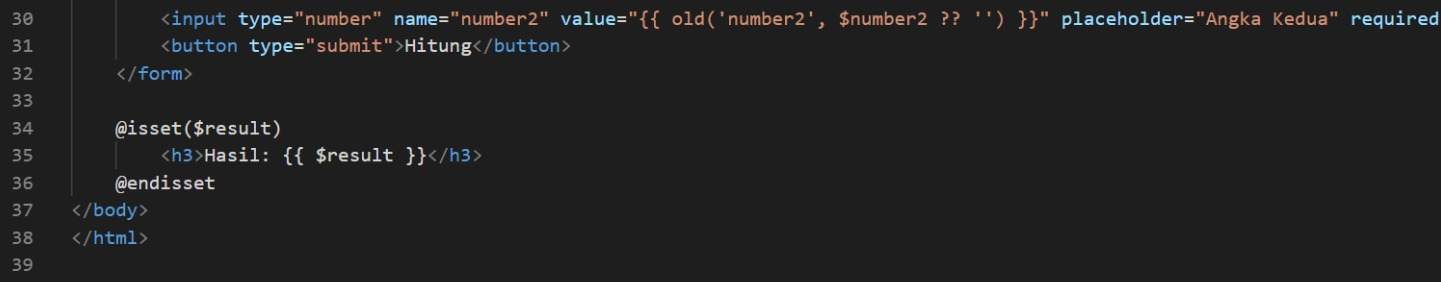 30 <input type="number" name="number2" value="{{ old('number2', $number2 ?? '') }}" placeholder="Angka Kedua" required
31 <button type="submit">Hitung</button>
32 </form>
33
34 @isset($result)
35 <h3>Hasil: {{ $result }}</h3>
36 @endisset
37 </body>
38 </html>
39